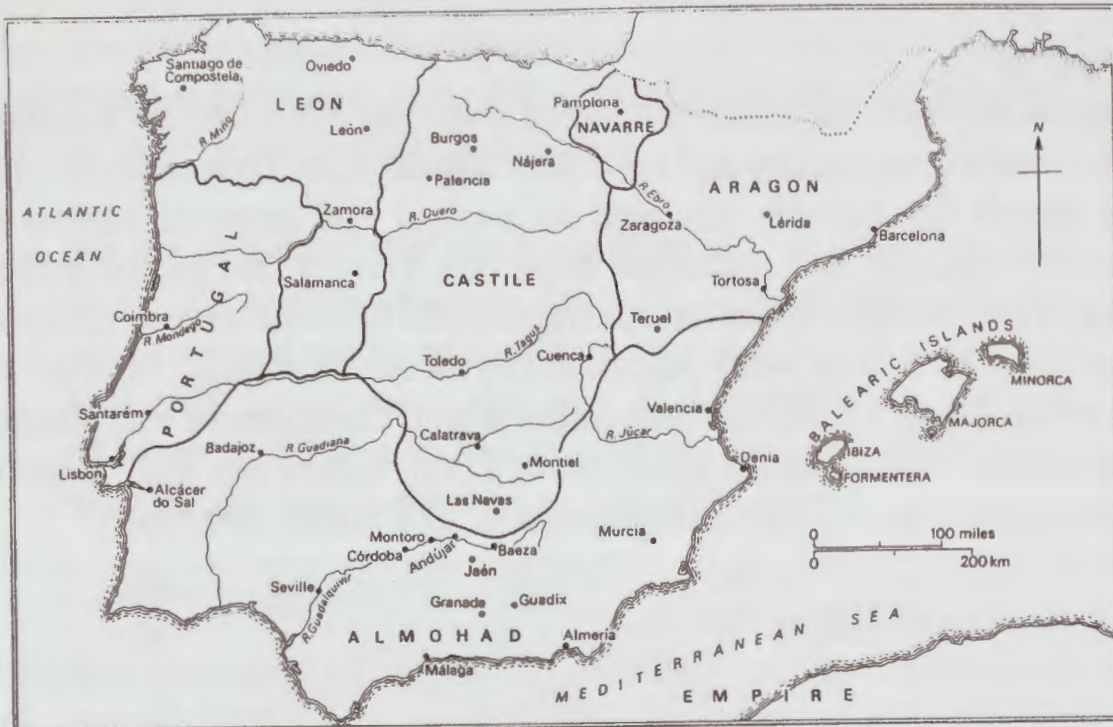 Santiago de
Compostela
Oviedo
LEON
León
R. Miño
Pamplona
NAVARRE
Burgos
Nájera
Palencia
ARAGON
R. Ebro
Zaragoza
Lérida
Barcelona
N
ATLANTIC
OCEAN
Zamora
R. Duero
CASTILE
Salamanca
Tortosa
PORTUGAL
Coimbra
R. Mondego
Teruel
R. Tagus
Toledo
Cuenca
BALEARIC ISLANDS
MINORCA
MAJORCA
IBIZA
FORMENTERA
Santarém
Valencia
R. Júcar
Badajoz
R. Guadiana
Calatrava
Montiel
Denia
Lisbon
Alcácer
do Sal
Las Navas
Murcia
0
100 miles
0
200 km
Montoro
Córdoba
Andújar
Baeza
Jaén
Seville
R. Guadalquivir
Granada
Guadix
ALMOHAD
Almería
Málaga
MEDITERRANEAN SEA
EMPIRE